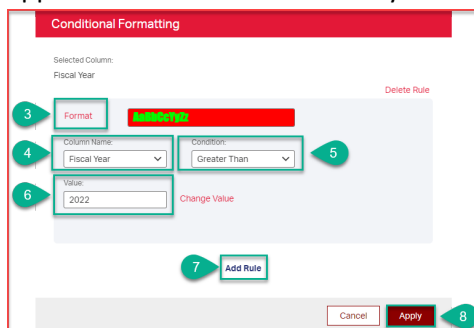 Conditional Formatting
Selected Column:
Fiscal Year
Delete Rule
3 Format AaBbCcYyZz
4 Column Name: Condition: 5
Fiscal Year Greater Than
6 Value:
2022 Change Value
7 Add Rule
Cancel Apply 8